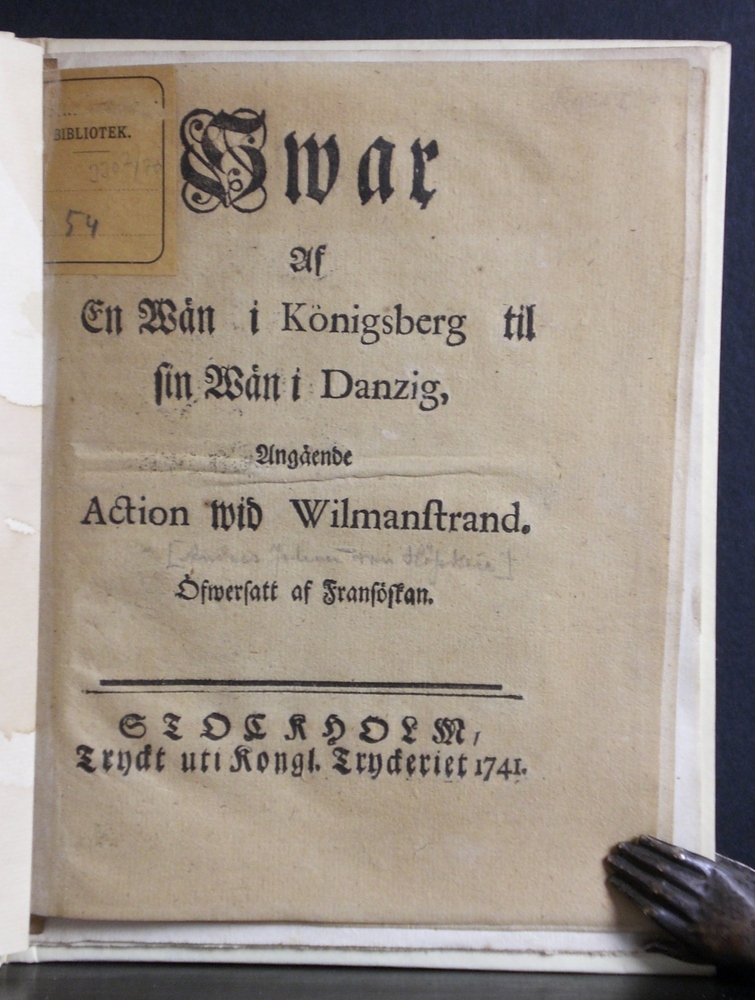 BIBLIOTEK.
54
Swar
Af
En Wän i Königsberg til
sin Wän i Danzig,
Angående
Action wid Wilmanstrand.
Öfwersatt af Fransöskan.
STOCKHOLM,
Tryckt uti Kongl. Tryckeriet 1741.